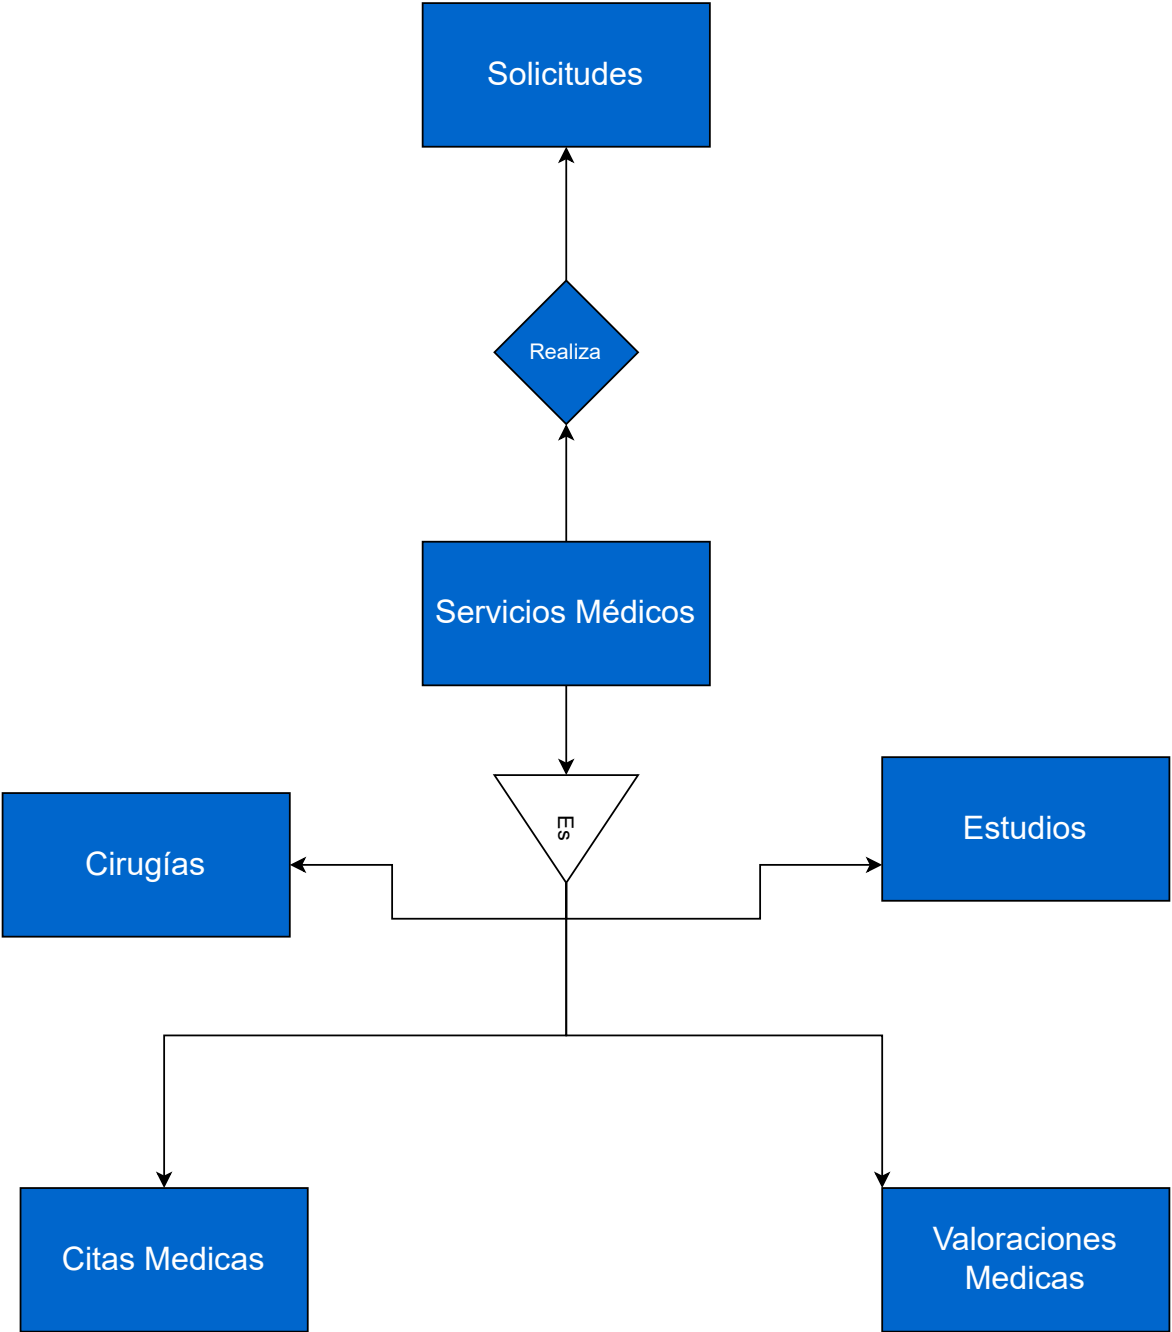 Solicitudes
Realiza
Servicios Médicos
Es
Estudios
Cirugías
Citas Medicas
Valoraciones
Medicas